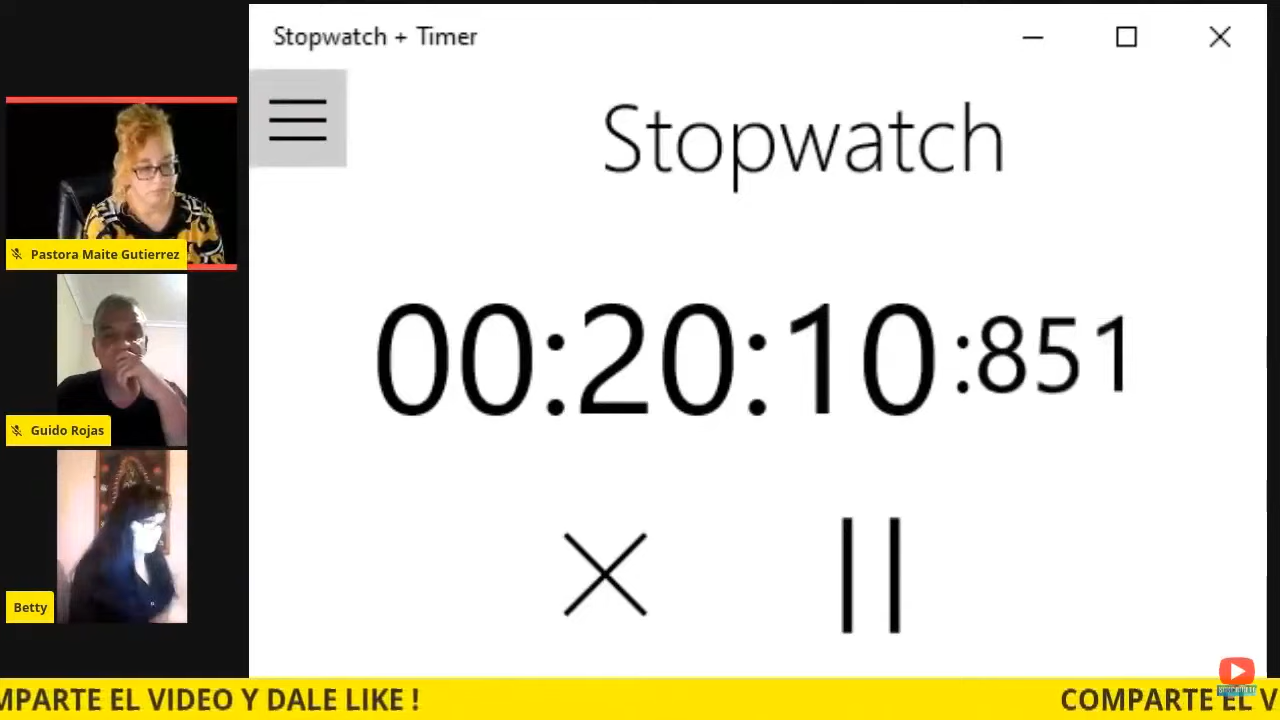 Stopwatch + Timer
Stopwatch
00:20:10:851
Pastora Maite Gutierrez
Guido Rojas
Betty
MPARTE EL VIDEO Y DALE LIKE !
COMPARTE EL V